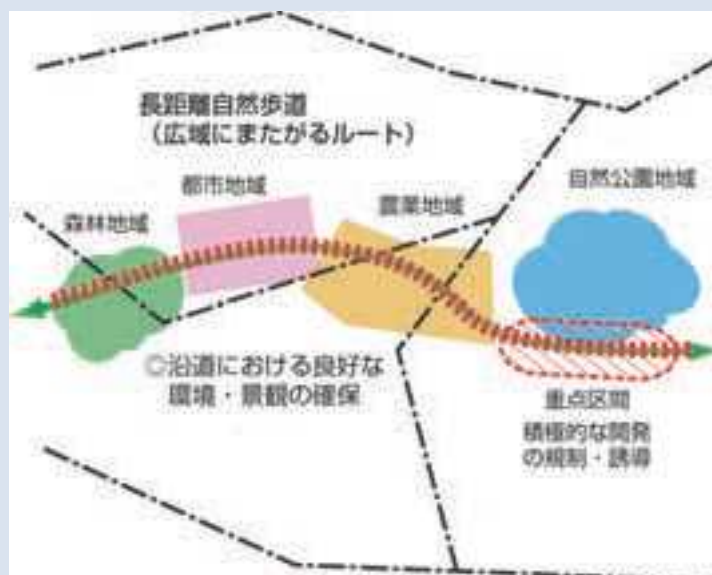 長距離自然歩道
（広域にまたがるルート）
都市地域
農業地域
自然公園地域
森林地域
◎沿道における良好な
環境・景観の確保
重点区間
積極的な開発
の規制・誘導